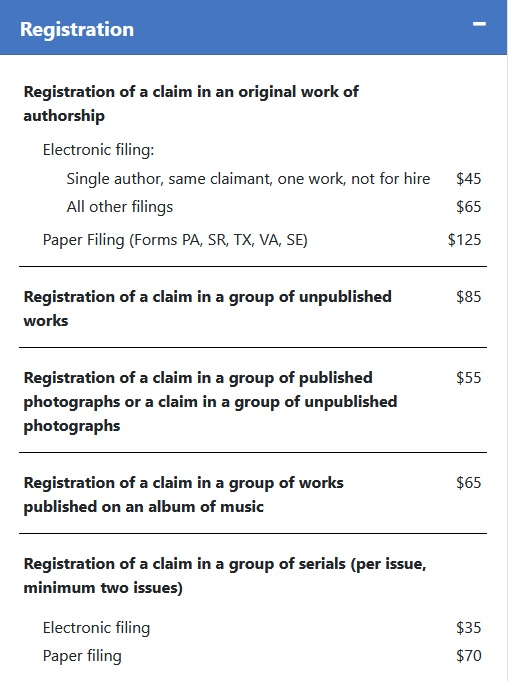 Registration
Registration of a claim in an original work of
authorship
Electronic filing:
Single author, same claimant, one work, not for hire $45
All other filings $65
Paper Filing (Forms PA, SR, TX, VA, SE) $125
Registration of a claim in a group of unpublished $85
works
Registration of a claim in a group of published $55
photographs or a claim in a group of unpublished
photographs
Registration of a claim in a group of works $65
published on an album of music
Registration of a claim in a group of serials (per issue,
minimum two issues)
Electronic filing $35
Paper filing $70